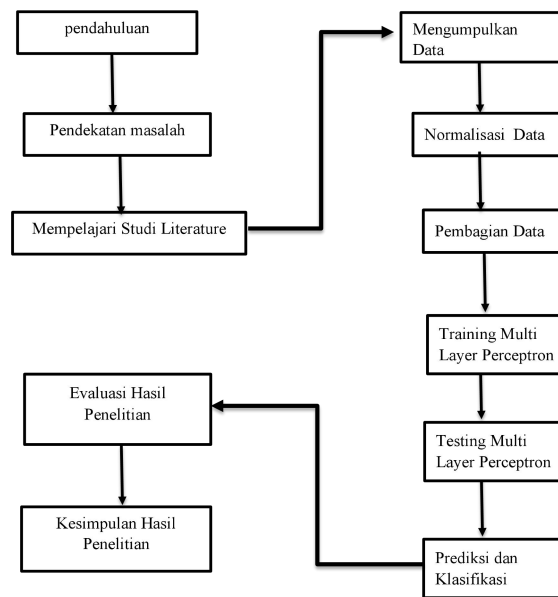 pendahuluan
Pendekatan masalah
Mempelajari Studi Literature
Mengumpulkan
Data
Normalisasi Data
Pembagian Data
Training Multi
Layer Perceptron
Testing Multi
Layer Perceptron
Prediksi dan
Klasifikasi
Evaluasi Hasil
Penelitian
Kesimpulan Hasil
Penelitian